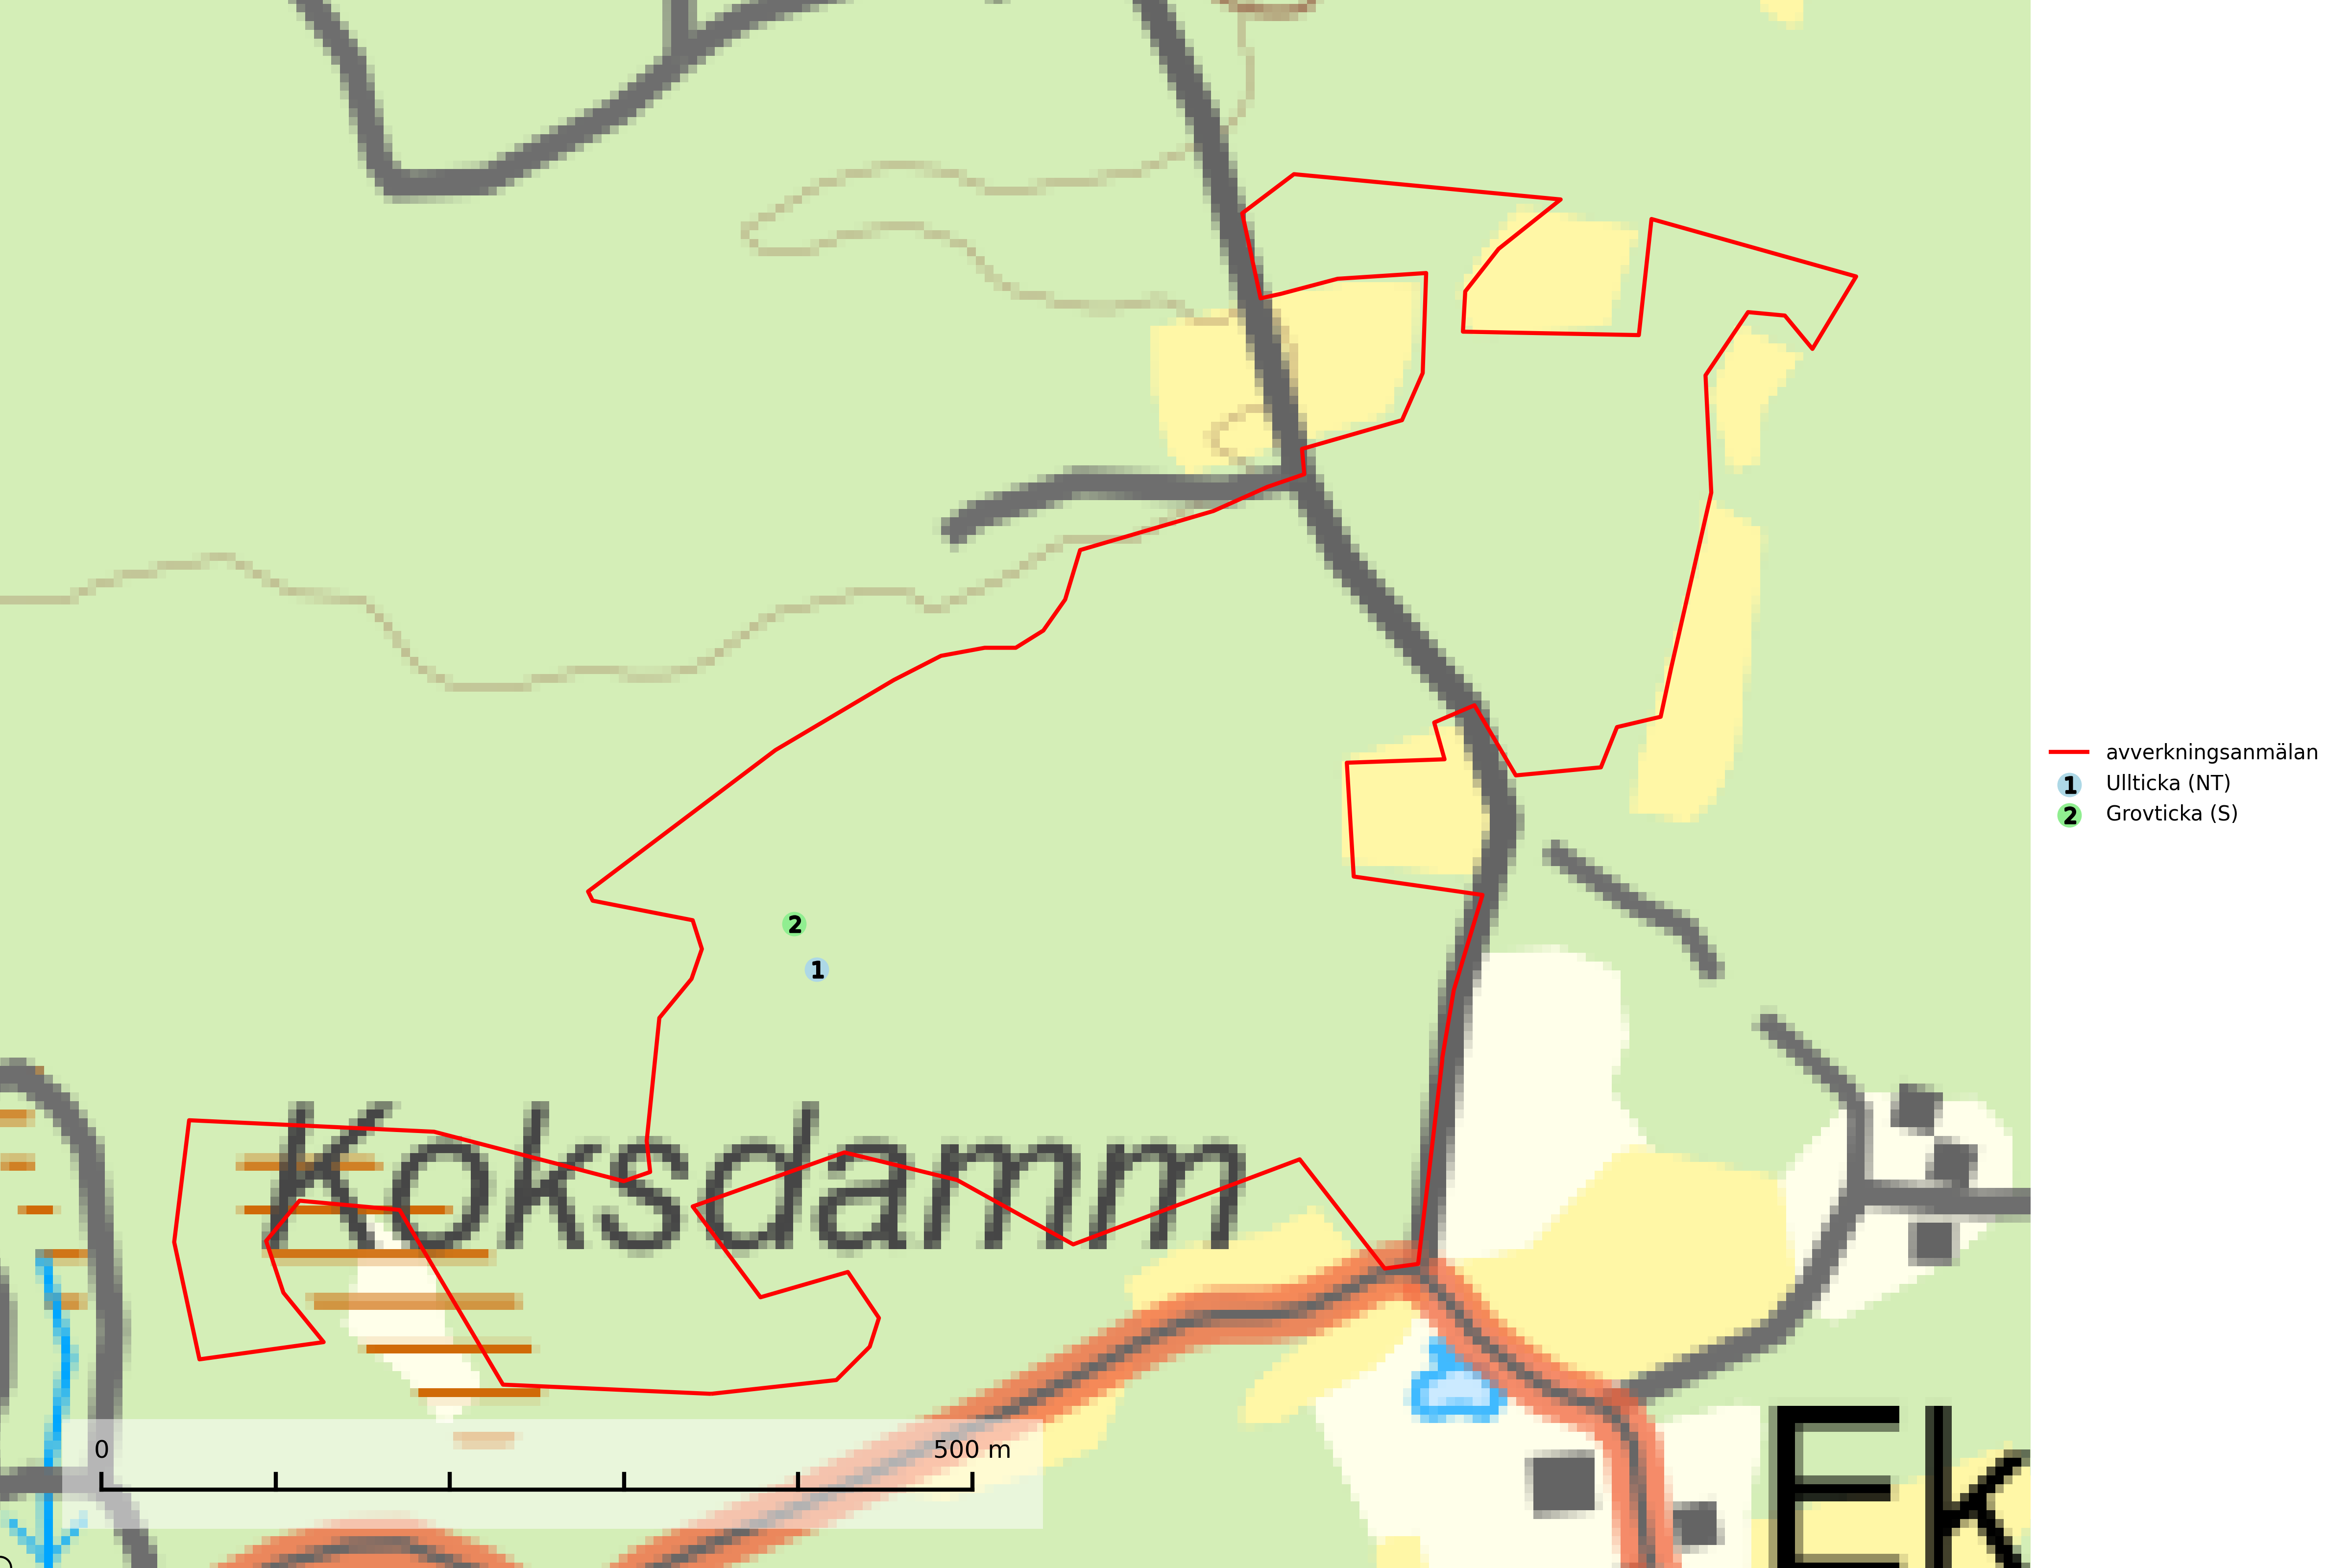 avverkningsanmälan
1 Ullticka (NT)
2 Grovticka (S)
2
1
Koksdamm
Ek
0 500 m